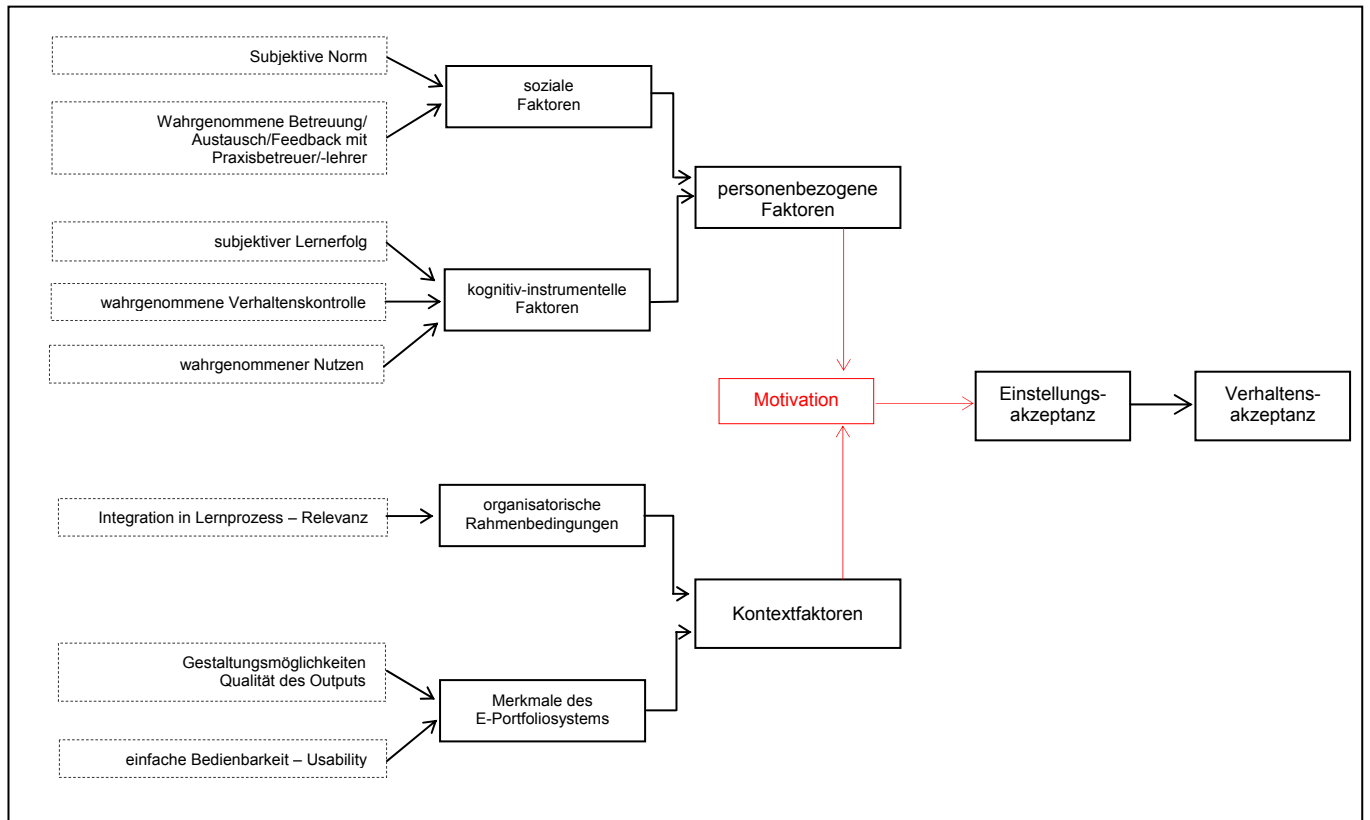 Subjektive Norm
Wahrgenommene Betreuung/
Austausch/Feedback mit
Praxisbetreuer/-lehrer
soziale
Faktoren
personenbezogene
Faktoren
subjektiver Lernerfolg
wahrgenommene Verhaltenskontrolle
wahrgenommener Nutzen
kognitiv-instrumentelle
Faktoren
Motivation
Einstellungs-
akzeptanz
Verhaltens-
akzeptanz
Integration in Lernprozess – Relevanz
organisatorische
Rahmenbedingungen
Kontextfaktoren
Gestaltungsmöglichkeiten
Qualität des Outputs
einfache Bedienbarkeit – Usability
Merkmale des
E-Portfoliosystems